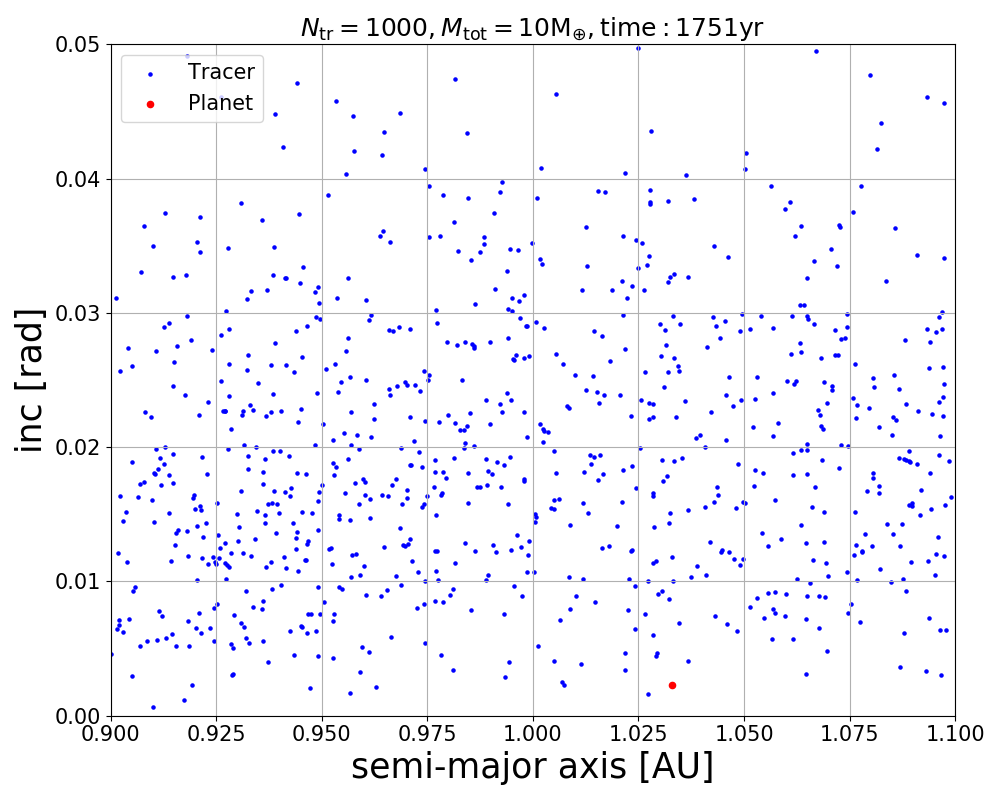 N_tr = 1000, M_tot = 10M_⊕, time : 1751yr
Tracer
Planet
inc [rad]
0.05
0.04
0.03
0.02
0.01
0.00
0.900 0.925 0.950 0.975 1.000 1.025 1.050 1.075 1.100
semi-major axis [AU]